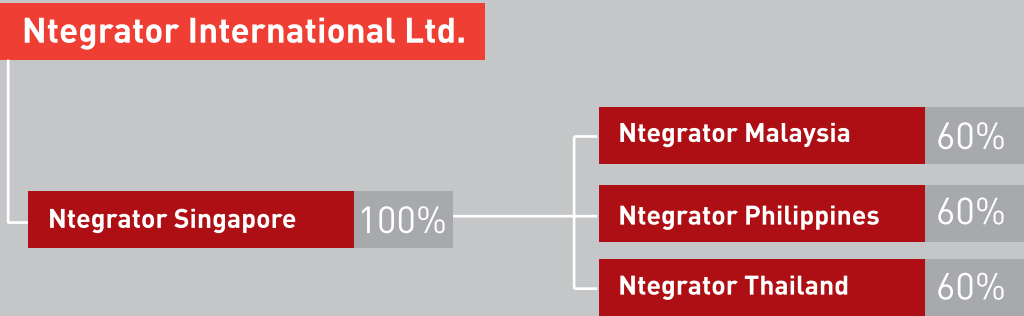 Ntegrator International Ltd.
Ntegrator Singapore 100%
Ntegrator Malaysia 60%
Ntegrator Philippines 60%
Ntegrator Thailand 60%